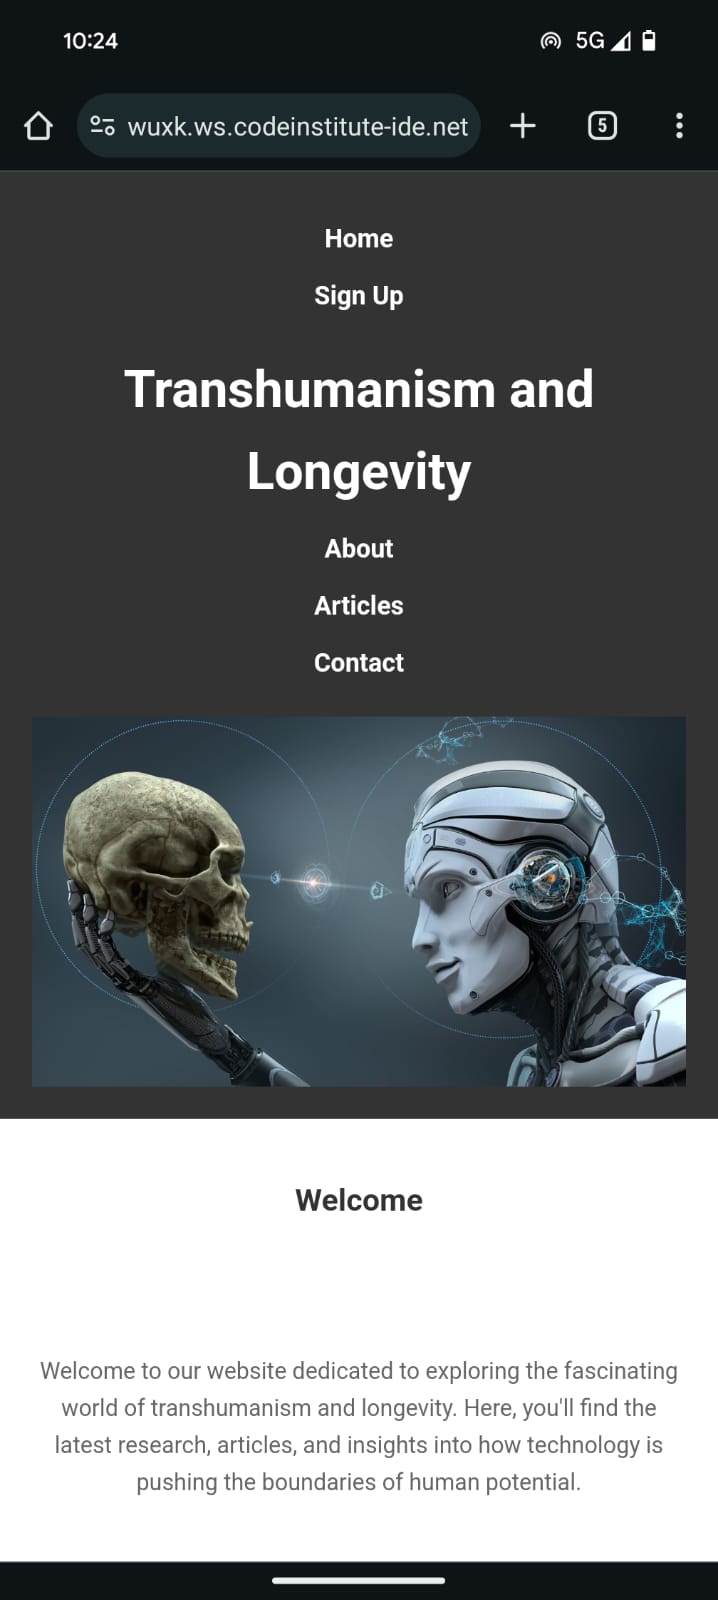 10:24
5G
wuxk.ws.codeinstitute-ide.net
5
Home
Sign Up
Transhumanism and
Longevity
About
Articles
Contact
Welcome
Welcome to our website dedicated to exploring the fascinating
world of transhumanism and longevity. Here, you'll find the
latest research, articles, and insights into how technology is
pushing the boundaries of human potential.